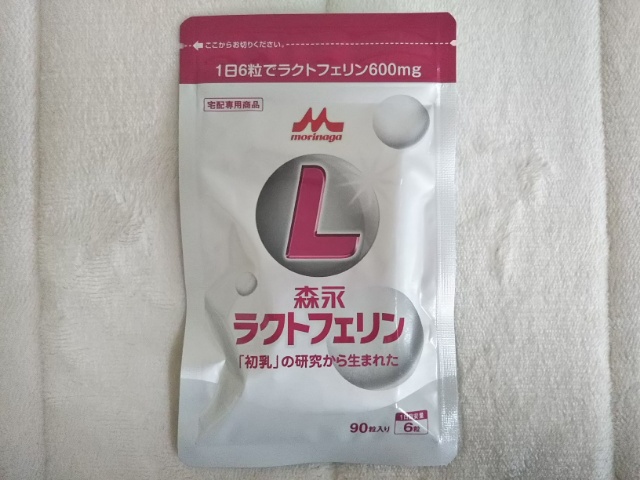 ここからお切りください。
1日6粒でラクトフェリン600mg
宅配専用商品
morinaga
L
森永
ラクトフェリン
「初乳」の研究から生まれた
90粒入り
6粒